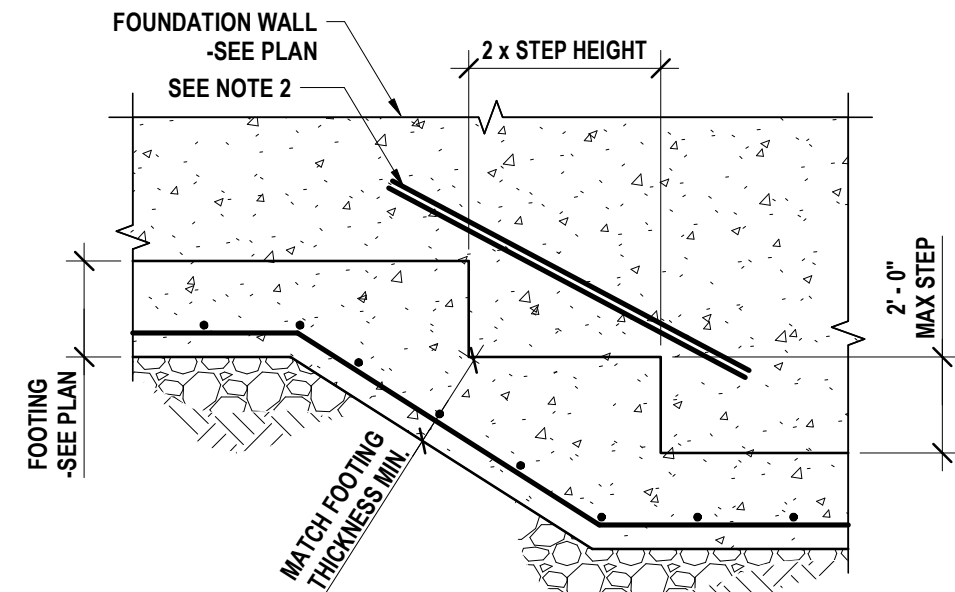 FOUNDATION WALL
-SEE PLAN
SEE NOTE 2
2 x STEP HEIGHT
2' - 0"
MAX STEP
FOOTING
-SEE PLAN
MATCH FOOTING
THICKNESS MIN.